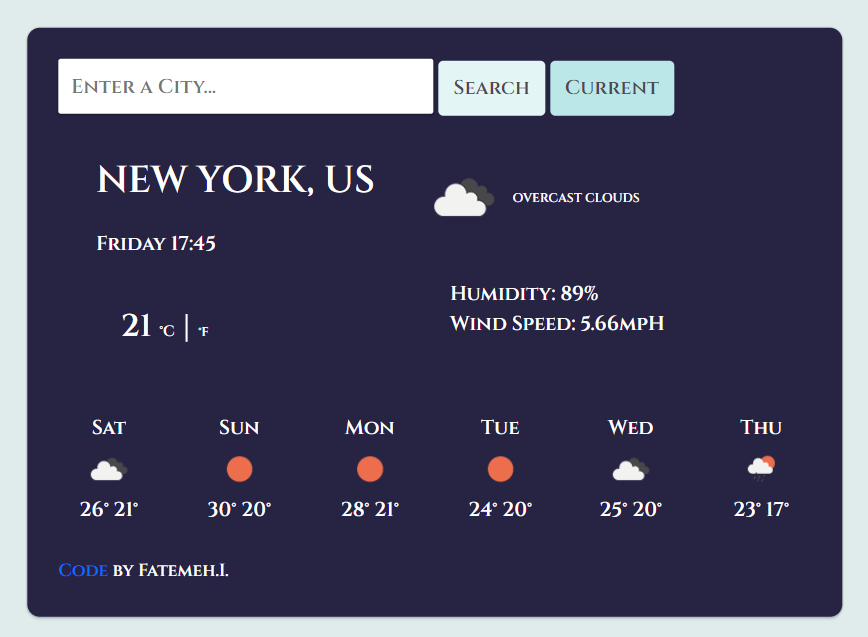 Enter a City...
Search
Current
NEW YORK, US
OVERCAST CLOUDS
Friday 17:45
Humidity: 89%
Wind Speed: 5.66mpH
21 °C | °F
Sat Sun Mon Tue Wed Thu
26° 21° 30° 20° 28° 21° 24° 20° 25° 20° 23° 17°
Code by Fatemeh.I.